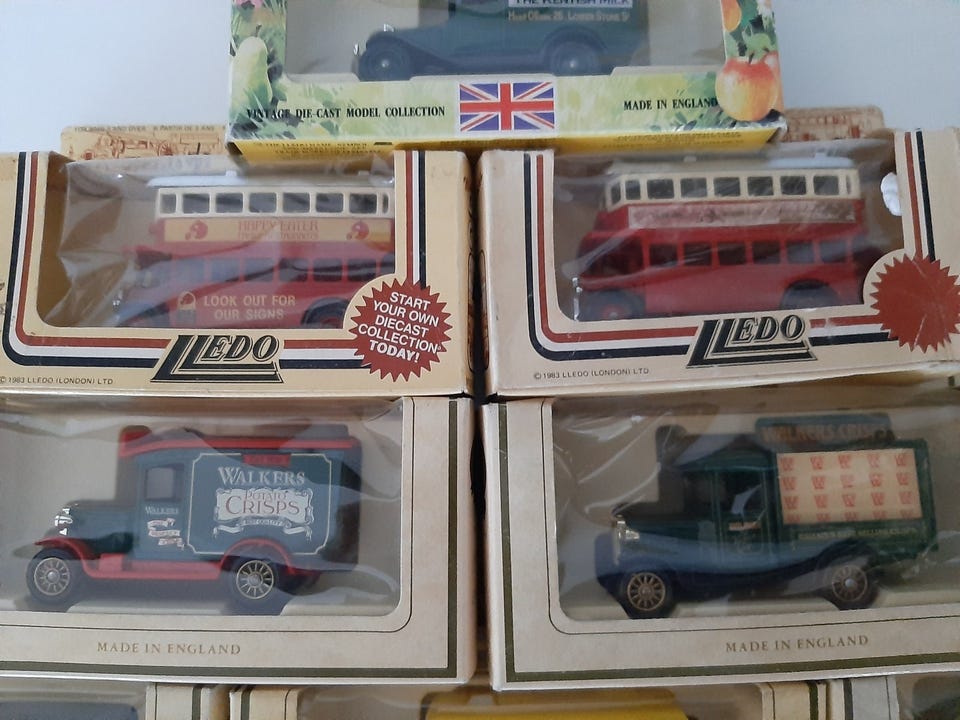 THE KENTISH MILK
VINTAGE DIE-CAST MODEL COLLECTION
MADE IN ENGLAND
HAPPY EATER
LOOK OUT FOR
OUR SIGNS
START
YOUR OWN
DIECAST
COLLECTION
TODAY!
LLEDO
© 1983 LLEDO (LONDON) LTD.
LLEDO
© 1983 LLEDO (LONDON) LTD.
WALKERS
POTATO
CRISPS
WALKERS
MADE IN ENGLAND
WALKERS CRISPS
MADE IN ENGLAND